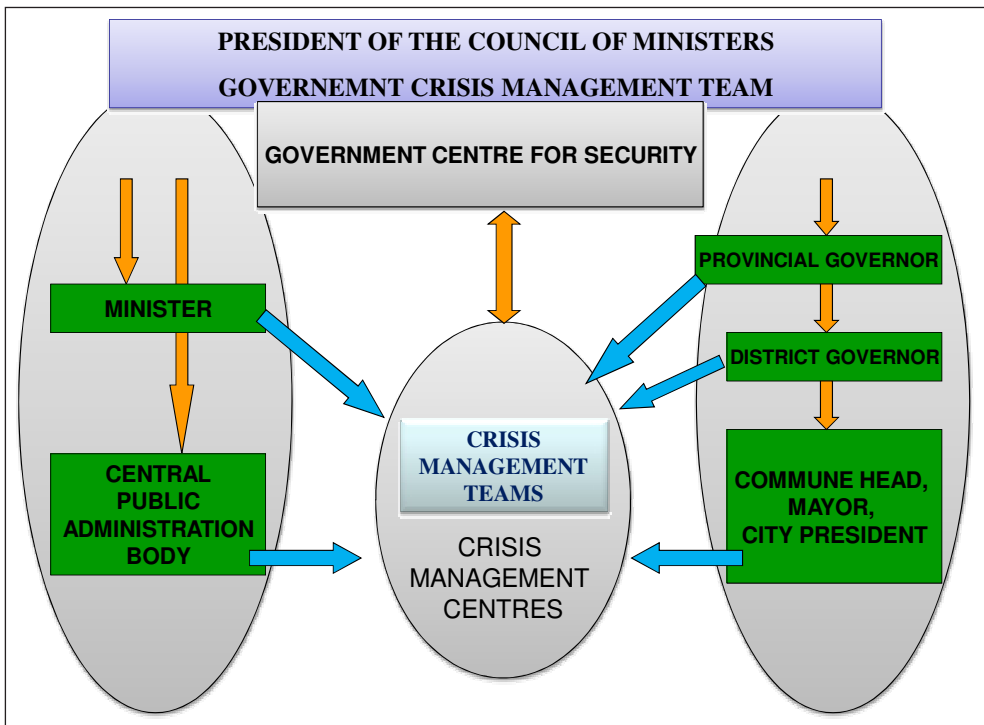 PRESIDENT OF THE COUNCIL OF MINISTERS
GOVERNEMNT CRISIS MANAGEMENT TEAM
GOVERNMENT CENTRE FOR SECURITY
MINISTER
CENTRAL
PUBLIC
ADMINISTRATION
BODY
CRISIS
MANAGEMENT
TEAMS
CRISIS
MANAGEMENT
CENTRES
PROVINCIAL GOVERNOR
DISTRICT GOVERNOR
COMMUNE HEAD,
MAYOR,
CITY PRESIDENT